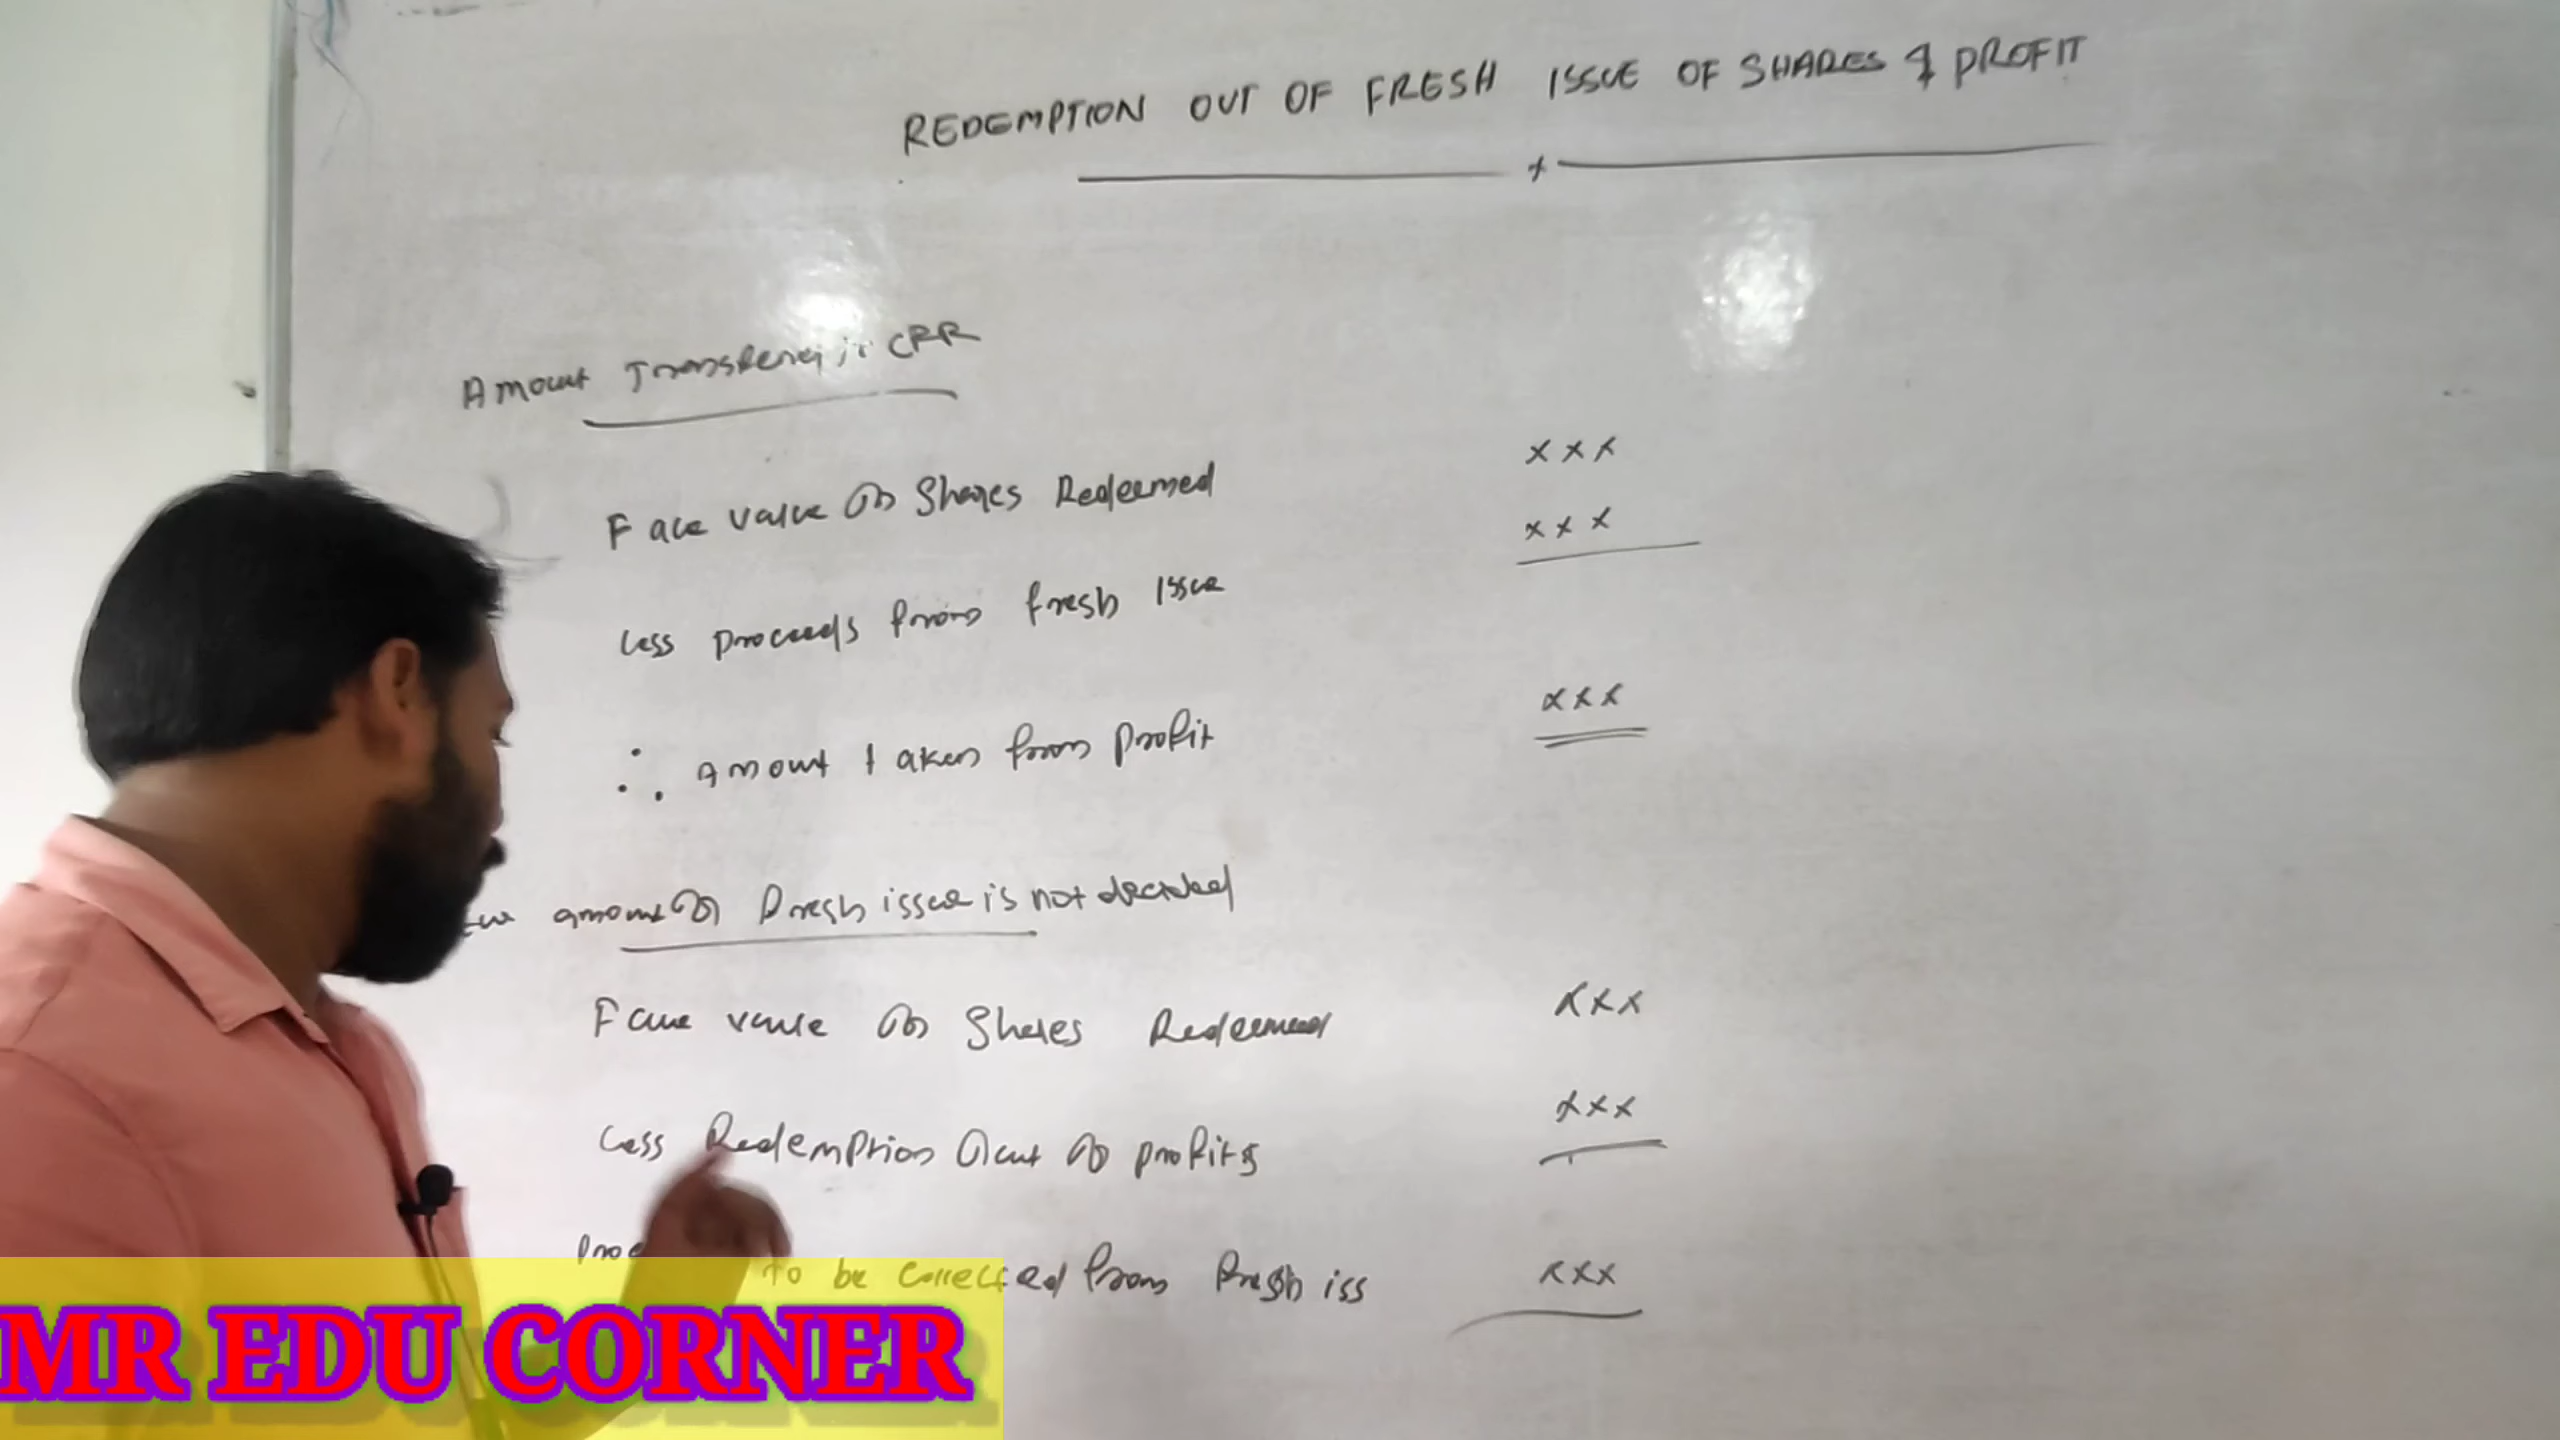 REDEMPTION OUT OF FRESH ISSUE OF SHARES & PROFIT
Amount Transferred to CRR
Face value of Shares Redeemed xxx
Less proceeds from fresh issue xxx
∴ Amount taken from profit xxx
amount of fresh issue is not decided
Face value of Shares Redeemed xxx
Less Redemption out of profits xxx
to be collected from fresh iss xxx
MR EDU CORNER